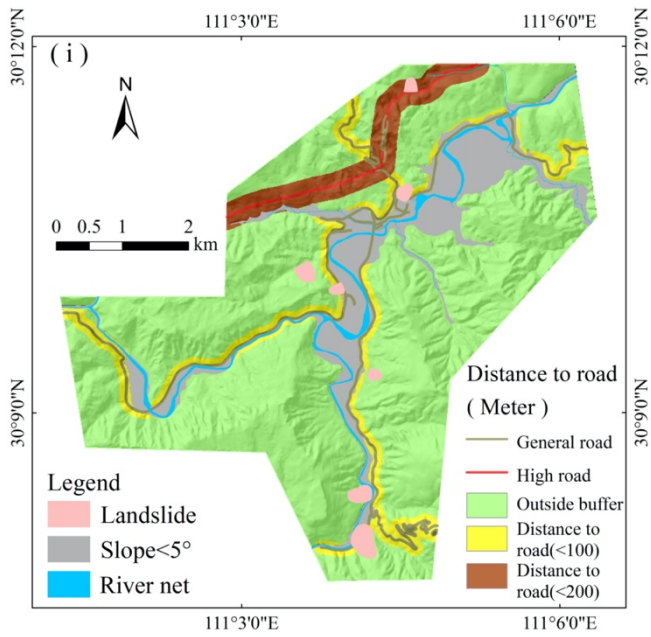 111°3'0"E 111°6'0"E
30°12'0"N 30°12'0"N
( i )
N
0 0.5 1 2
km
Distance to road
( Meter )
30°9'0"N 30°9'0"N
General road
High road
Outside buffer
Distance to
road(<100)
Distance to
road(<200)
Legend
Landslide
Slope<5°
River net
111°3'0"E 111°6'0"E